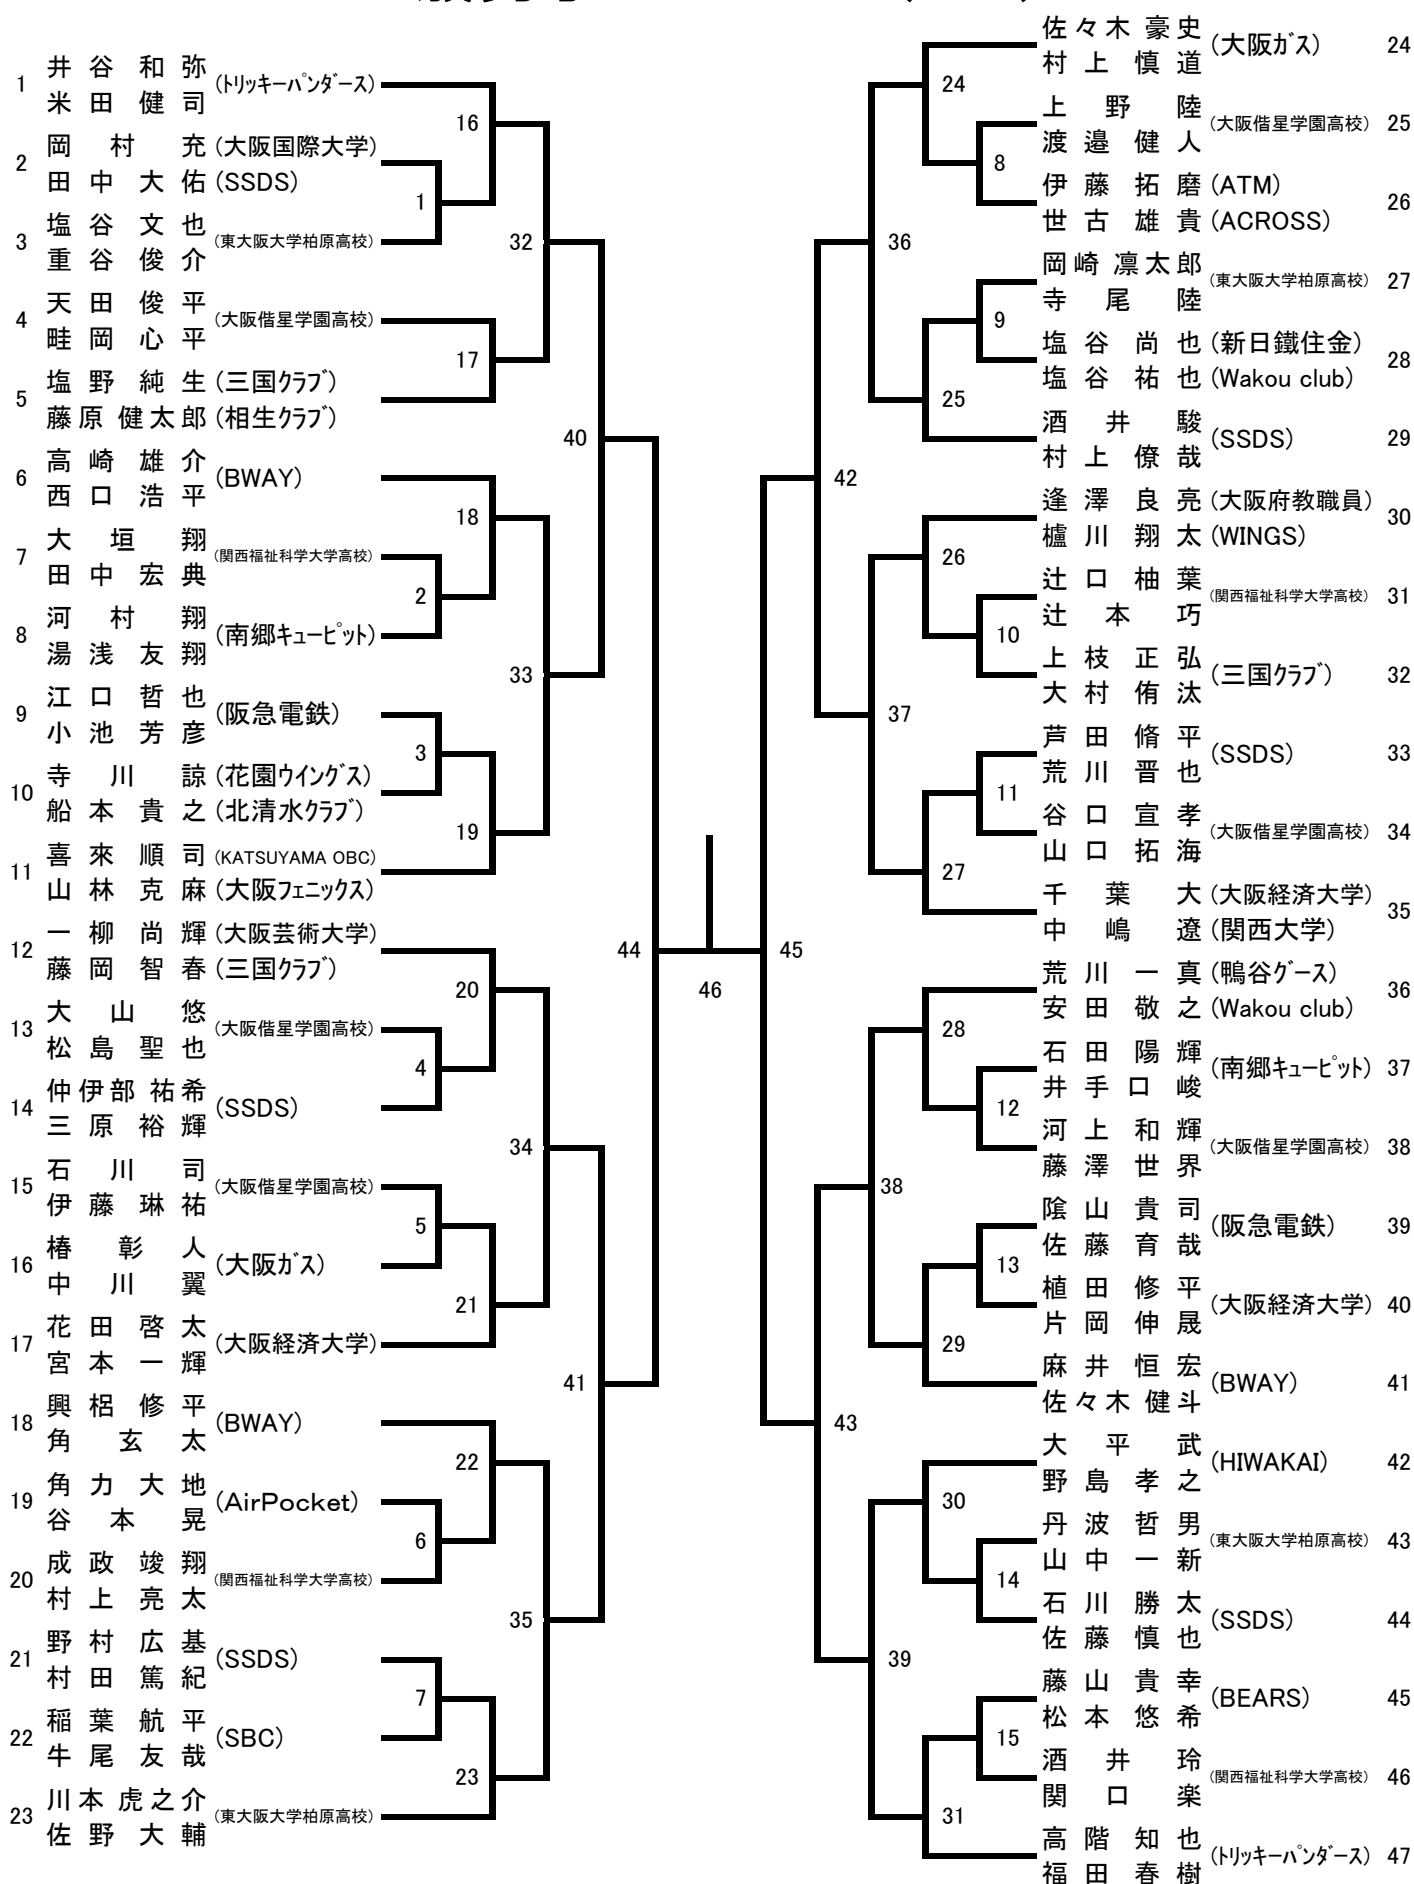 1 井谷和弥 (トリッキーパンダース)
米田健司
2 岡村充 (大阪国際大学)
田中大佑 (SSDS)
3 塩谷文也 (東大阪大学柏原高校)
重谷俊介
4 天田俊平 (大阪偕星学園高校)
畦岡心平
5 塩野純生 (三国クラブ)
藤原健太郎 (相生クラブ)
6 高崎雄介 (BWAY)
西口浩平
7 大垣翔 (関西福祉科学大学高校)
田中宏典
8 河村翔 (南郷キューピット)
湯浅友翔
9 江口哲也 (阪急電鉄)
小池芳彦
10 寺川諒 (花園ウイングス)
船本貴之 (北清水クラブ)
11 喜來順司 (KATSUYAMA OBC)
山林克麻 (大阪フェニックス)
12 一柳尚輝 (大阪芸術大学)
藤岡智春 (三国クラブ)
13 大山悠 (大阪偕星学園高校)
松島聖也
14 仲伊部祐希 (SSDS)
三原裕輝
15 石川司 (大阪偕星学園高校)
伊藤琳祐
16 椿彰人 (大阪ガス)
中川翼
17 花田啓太 (大阪経済大学)
宮本一輝
18 興梠修平 (BWAY)
角玄太
19 角力大地 (AirPocket)
谷本晃
20 成政竣翔 (関西福祉科学大学高校)
村上亮太
21 野村広基 (SSDS)
村田篤紀
22 稲葉航平 (SBC)
牛尾友哉
23 川本虎之介 (東大阪大学柏原高校)
佐野大輔
1
2
3
4
5
6
7
16
17
18
19
20
21
22
23
32
33
34
35
40
41
44
46
45
42
43
36
37
38
39
24
25
26
27
28
29
30
31
8
9
10
11
12
13
14
15
佐々木豪史 (大阪ガス) 24
村上慎道
上野陸 (大阪偕星学園高校) 25
渡邉健人
伊藤拓磨 (ATM) 26
世古雄貴 (ACROSS)
岡崎凛太郎 (東大阪大学柏原高校) 27
寺尾陸
塩谷尚也 (新日鐵住金) 28
塩谷祐也 (Wakou club)
酒井駿 (SSDS) 29
村上僚哉
逢澤良亮 (大阪府教職員) 30
櫨川翔太 (WINGS)
辻口柚葉 (関西福祉科学大学高校) 31
辻本巧
上枝正弘 (三国クラブ) 32
大村侑汰
芦田脩平 (SSDS) 33
荒川晋也
谷口宣孝 (大阪偕星学園高校) 34
山口拓海
千葉大 (大阪経済大学) 35
中嶋遼 (関西大学)
荒川一真 (鴨谷グース) 36
安田敬之 (Wakou club)
石田陽輝 (南郷キューピット) 37
井手口峻
河上和輝 (大阪偕星学園高校) 38
藤澤世界
隂山貴司 (阪急電鉄) 39
佐藤育哉
植田修平 (大阪経済大学) 40
片岡伸晟
麻井恒宏 (BWAY) 41
佐々木健斗
大平武 (HIWAKAI) 42
野島孝之
丹波哲男 (東大阪大学柏原高校) 43
山中一新
石川勝太 (SSDS) 44
佐藤慎也
藤山貴幸 (BEARS) 45
松本悠希
酒井玲 (関西福祉科学大学高校) 46
関口楽
高階知也 (トリッキーパンダース) 47
福田春樹